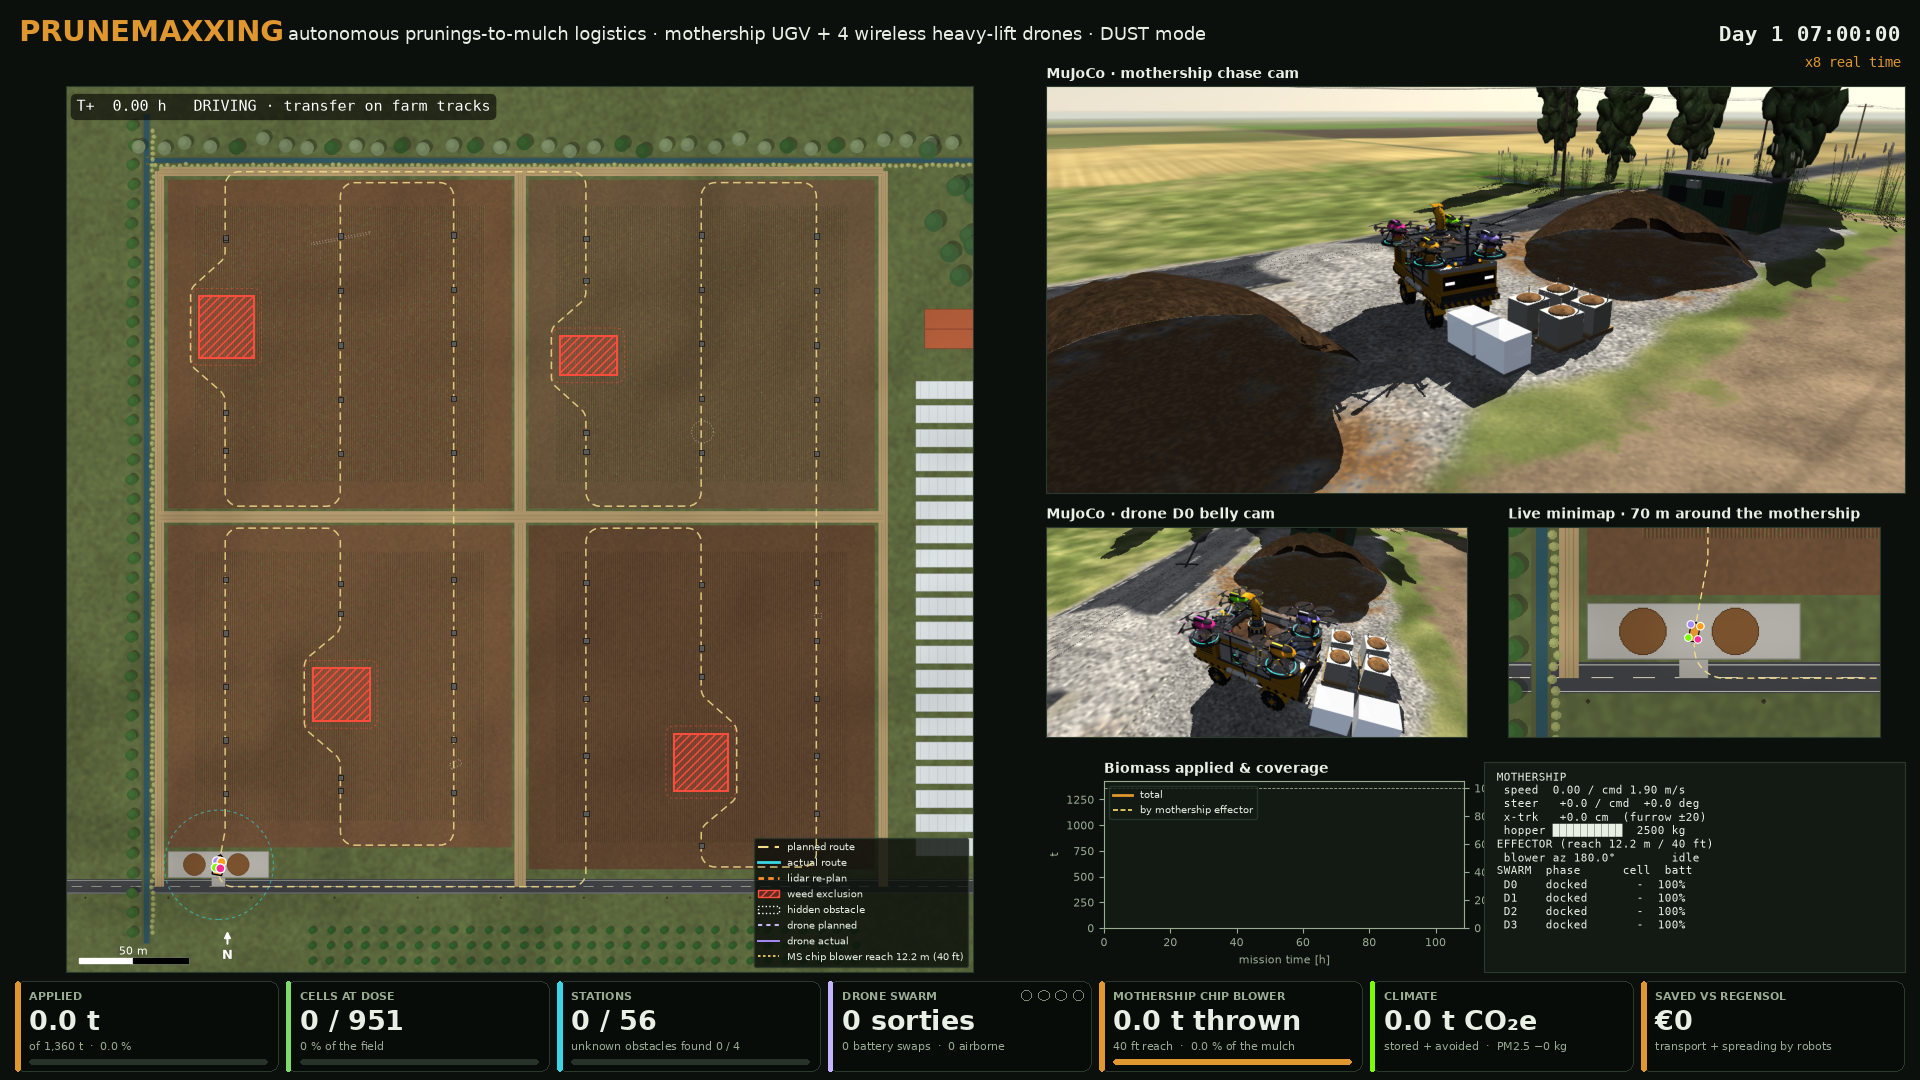 PRUNEMAXXING autonomous prunings-to-mulch logistics · mothership UGV + 4 wireless heavy-lift drones · DUST mode
Day 1 07:00:00
x8 real time
T+ 0.00 h DRIVING · transfer on farm tracks
50 m
N
planned route
actual route
lidar re-plan
weed exclusion
hidden obstacle
drone planned
drone actual
MS chip blower reach 12.2 m (40 ft)
MuJoCo · mothership chase cam
MuJoCo · drone D0 belly cam
Live minimap · 70 m around the mothership
Biomass applied & coverage
total
by mothership effector
1250
1000
750
500
250
0
t
0 20 40 60 80 100
mission time [h]
MOTHERSHIP
speed 0.00 / cmd 1.90 m/s
steer +0.0 / cmd +0.0 deg
x-trk +0.0 cm (furrow ±20)
hopper 2500 kg
EFFECTOR (reach 12.2 m / 40 ft)
blower az 180.0° idle
SWARM phase cell batt
D0 docked - 100%
D1 docked - 100%
D2 docked - 100%
D3 docked - 100%
APPLIED
0.0 t
of 1,360 t · 0.0 %
CELLS AT DOSE
0 / 951
0 % of the field
STATIONS
0 / 56
unknown obstacles found 0 / 4
DRONE SWARM
0 sorties
0 battery swaps · 0 airborne
MOTHERSHIP CHIP BLOWER
0.0 t thrown
40 ft reach · 0.0 % of the mulch
CLIMATE
0.0 t CO₂e
stored + avoided · PM2.5 −0 kg
SAVED VS REGENSOL
€0
transport + spreading by robots